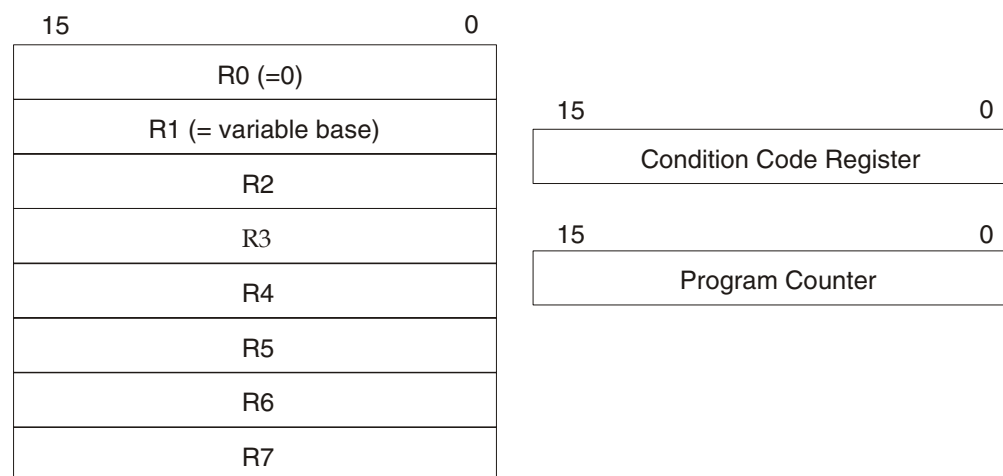 15 0
R0 (=0)
R1 (= variable base)
R2
R3
R4
R5
R6
R7
15 0
Condition Code Register
15 0
Program Counter